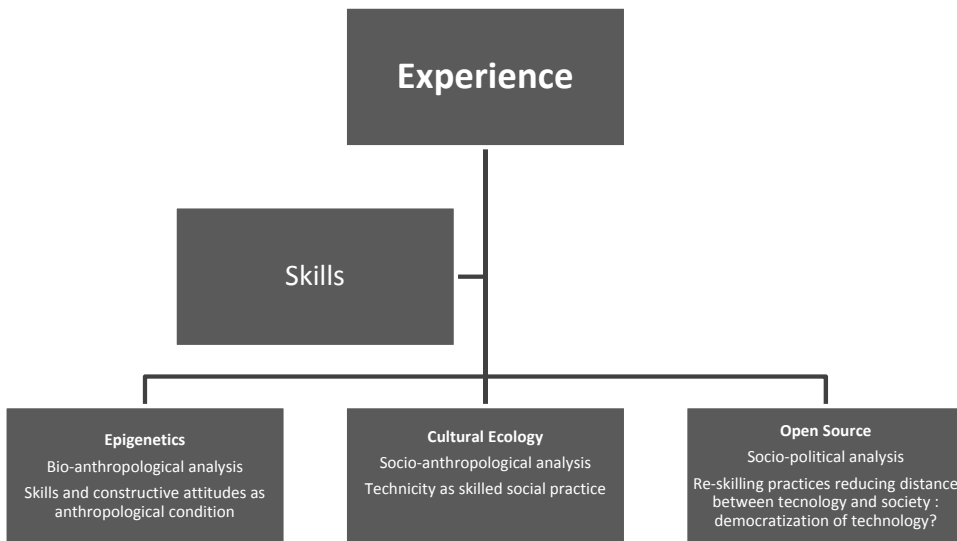 Experience
Skills
Epigenetics
Bio-anthropological analysis
Skills and constructive attitudes as
anthropological condition
Cultural Ecology
Socio-anthropological analysis
Technicity as skilled social practice
Open Source
Socio-political analysis
Re-skilling practices reducing distance
between tecnology and society :
democratization of technology?